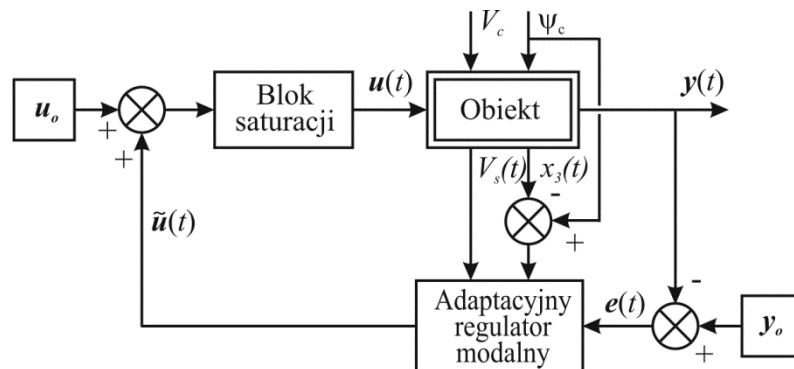 V_c
ψ_c
u(t)
y(t)
Blok
saturacji
Obiekt
u_o
+
+
V_s(t)
x_3(t)
-
+
ũ(t)
-
Adaptacyjny
regulator
modalny
e(t)
y_o
+